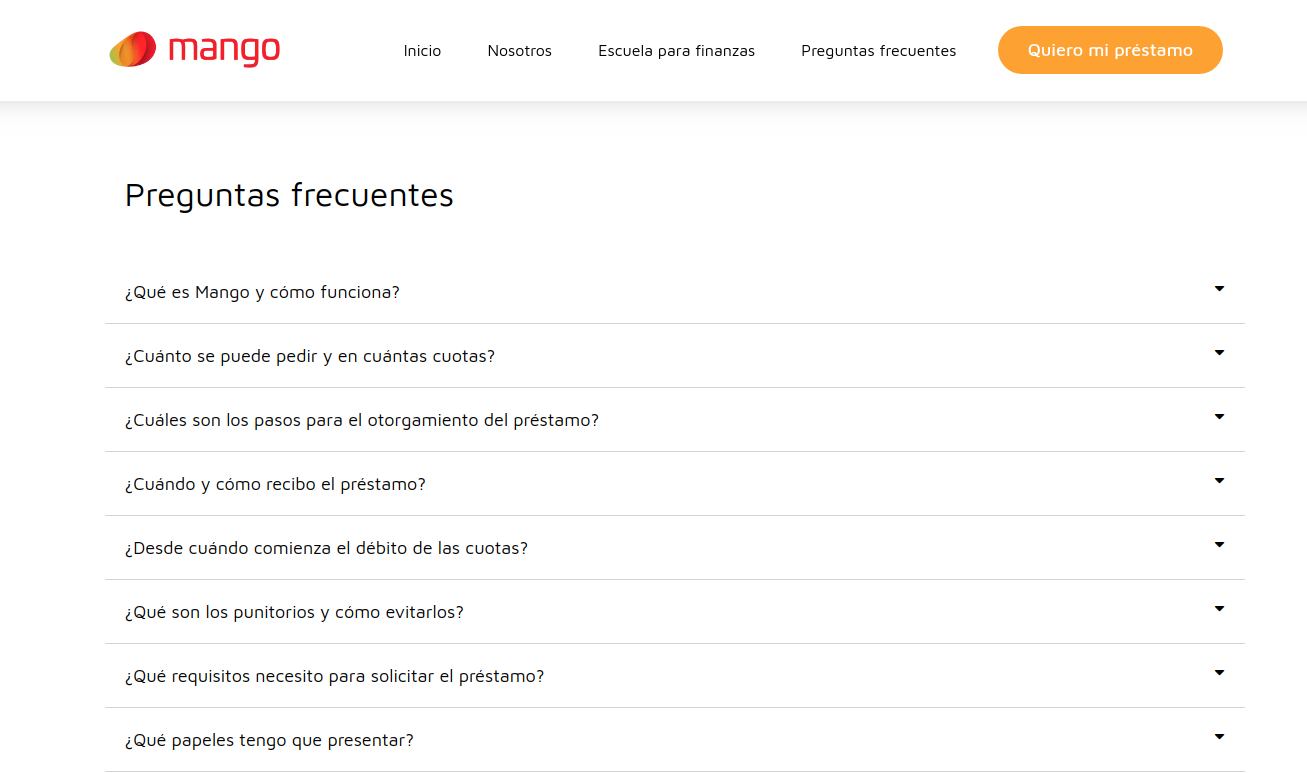 mango
Inicio
Nosotros
Escuela para finanzas
Preguntas frecuentes
Quiero mi préstamo
Preguntas frecuentes
¿Qué es Mango y cómo funciona?
¿Cuánto se puede pedir y en cuántas cuotas?
¿Cuáles son los pasos para el otorgamiento del préstamo?
¿Cuándo y cómo recibo el préstamo?
¿Desde cuándo comienza el débito de las cuotas?
¿Qué son los punitorios y cómo evitarlos?
¿Qué requisitos necesito para solicitar el préstamo?
¿Qué papeles tengo que presentar?